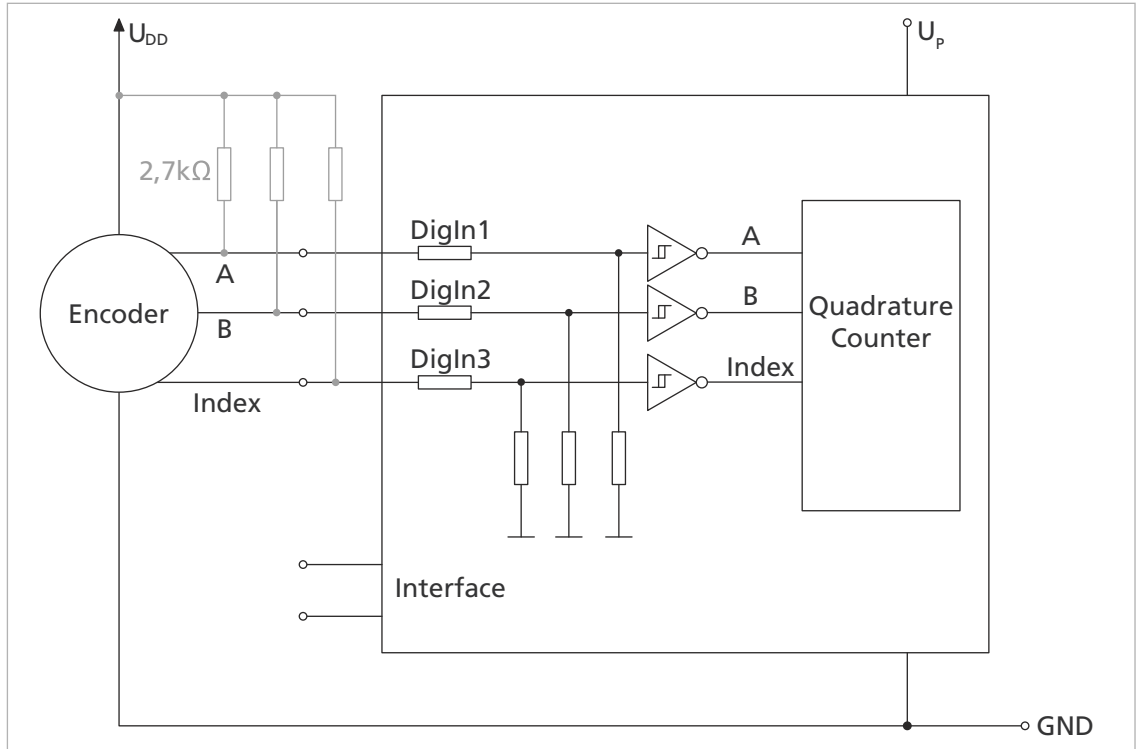 U_DD
U_P
2,7kΩ
DigIn1
A
A
DigIn2
Encoder
B
B
Quadrature
Counter
DigIn3
Index
Index
Interface
GND